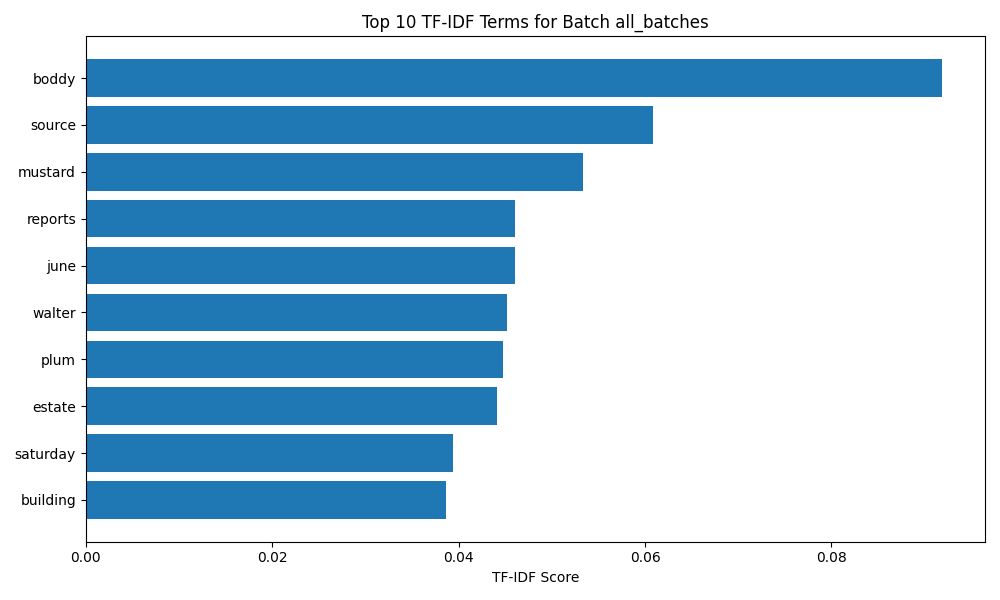 Top 10 TF-IDF Terms for Batch all_batches
boddy
source
mustard
reports
june
walter
plum
estate
saturday
building
0.00 0.02 0.04 0.06 0.08
TF-IDF Score